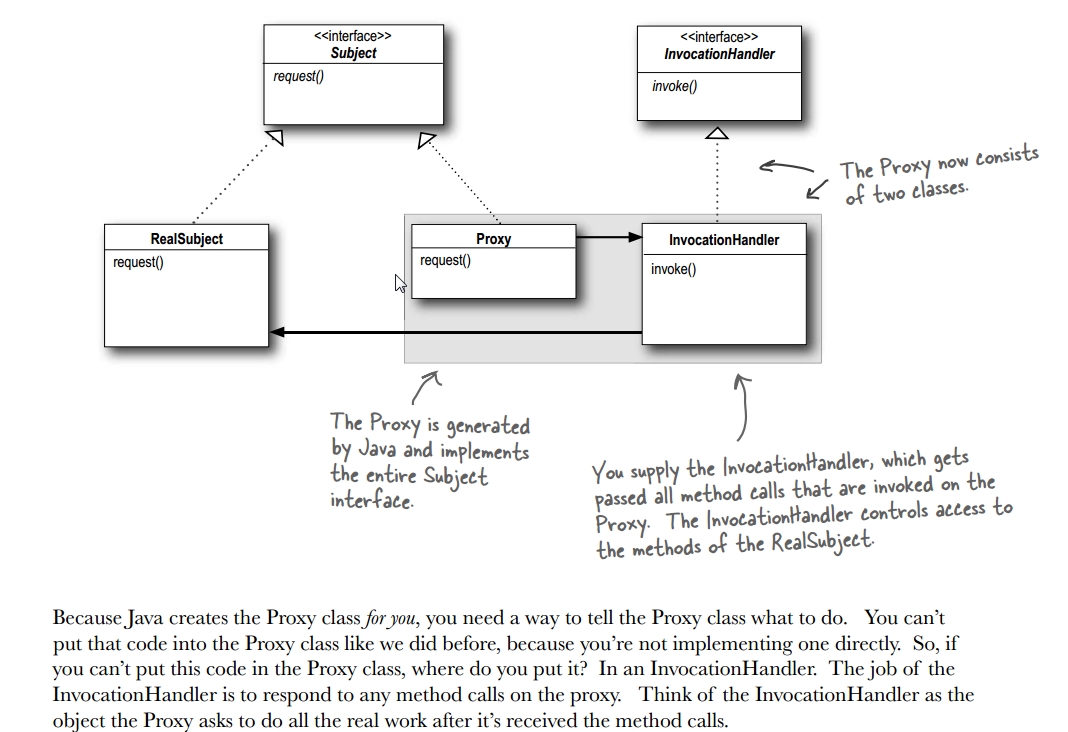 <<interface>>
Subject
request()
<<interface>>
InvocationHandler
invoke()
The Proxy now consists
of two classes.
RealSubject
request()
Proxy
request()
InvocationHandler
invoke()
The Proxy is generated
by Java and implements
the entire Subject
interface.
You supply the InvocationHandler, which gets
passed all method calls that are invoked on the
Proxy. The InvocationHandler controls access to
the methods of the RealSubject.
Because Java creates the Proxy class for you, you need a way to tell the Proxy class what to do. You can't
put that code into the Proxy class like we did before, because you're not implementing one directly. So, if
you can't put this code in the Proxy class, where do you put it? In an InvocationHandler. The job of the
InvocationHandler is to respond to any method calls on the proxy. Think of the InvocationHandler as the
object the Proxy asks to do all the real work after it's received the method calls.